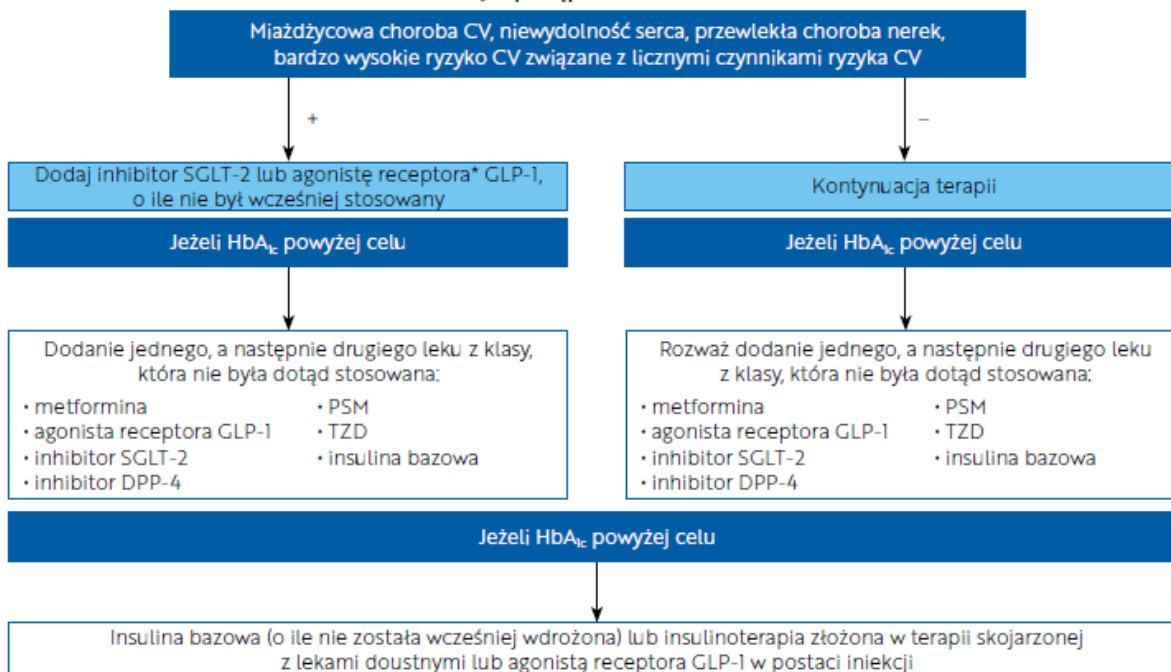 Miażdżycowa choroba CV, niewydolność serca, przewlekła choroba nerek,
bardzo wysokie ryzyko CV związane z licznymi czynnikami ryzyka CV
+
–
Dodaj inhibitor SGLT-2 lub agonistę receptora* GLP-1,
o ile nie był wcześniej stosowany
Kontynuacja terapii
Jeżeli HbA1c powyżej celu
Jeżeli HbA1c powyżej celu
Dodanie jednego, a następnie drugiego leku z klasy,
która nie była dotąd stosowana:
• metformina
• agonista receptora GLP-1
• inhibitor SGLT-2
• inhibitor DPP-4
• PSM
• TZD
• insulina bazowa
Rozważ dodanie jednego, a następnie drugiego leku
z klasy, która nie była dotąd stosowana:
• metformina
• agonista receptora GLP-1
• inhibitor SGLT-2
• inhibitor DPP-4
• PSM
• TZD
• insulina bazowa
Jeżeli HbA1c powyżej celu
Insulina bazowa (o ile nie została wcześniej wdrożona) lub insulinoterapia złożona w terapii skojarzonej
z lekami doustnymi lub agonistą receptora GLP-1 w postaci iniekcji